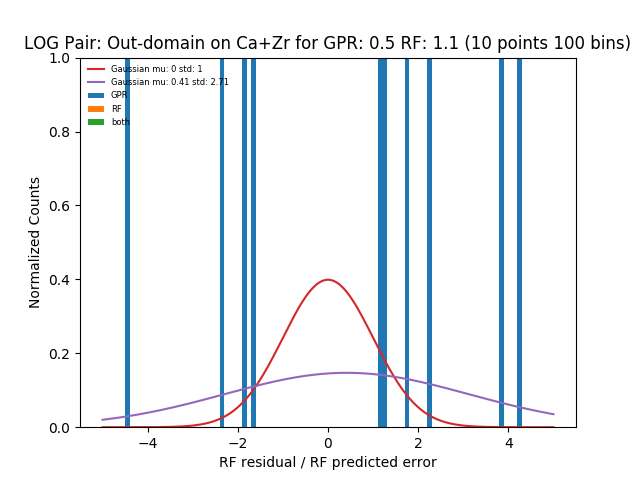 LOG Pair: Out-domain on Ca+Zr for GPR: 0.5 RF: 1.1 (10 points 100 bins)
1.0
0.8
0.6
0.4
0.2
0.0
Normalized Counts
Gaussian mu: 0 std: 1
Gaussian mu: 0.41 std: 2.71
GPR
RF
both
−4 −2 0 2 4
RF residual / RF predicted error